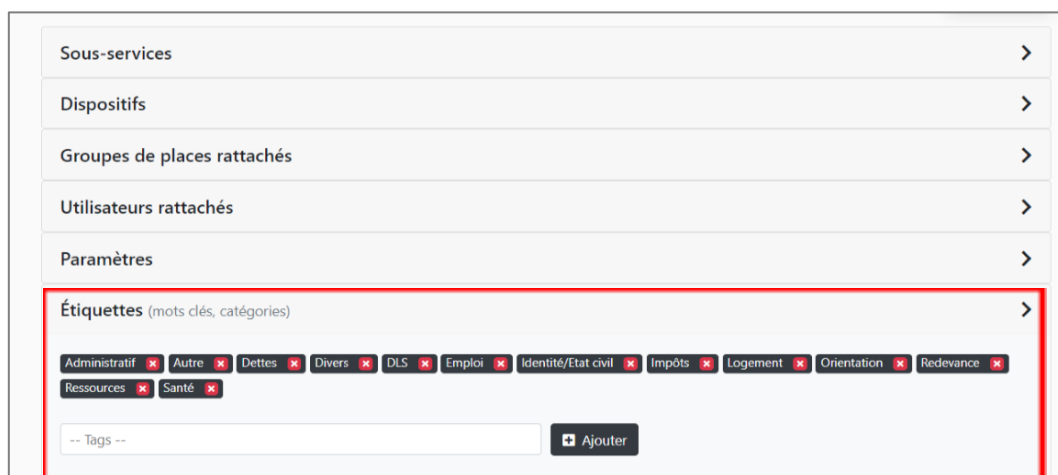 Sous-services
Dispositifs
Groupes de places rattachés
Utilisateurs rattachés
Paramètres
Étiquettes (mots clés, catégories)
Administratif Autre Dettes Divers DLS Emploi Identité/Etat civil Impôts Logement Orientation Redevance
Ressources Santé
-- Tags -- Ajouter